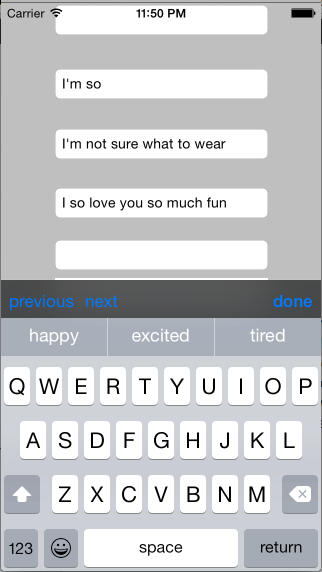 Carrier 11:50 PM
I'm so
I'm not sure what to wear
I so love you so much fun
previous next done
happy excited tired
Q W E R T Y U I O P
A S D F G H J K L
Z X C V B N M
123 space return